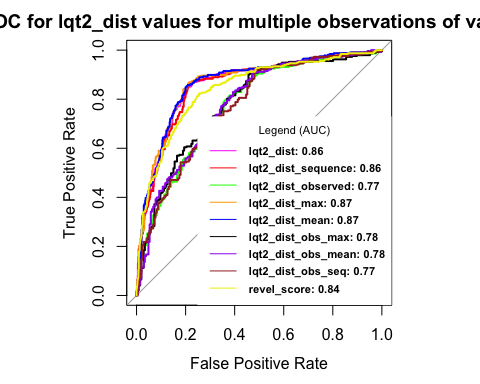 OC for lqt2_dist values for multiple observations of va
1.0
0.8
0.6
0.4
0.2
0.0
True Positive Rate
Legend (AUC)
lqt2_dist: 0.86
lqt2_dist_sequence: 0.86
lqt2_dist_observed: 0.77
lqt2_dist_max: 0.87
lqt2_dist_mean: 0.87
lqt2_dist_obs_max: 0.78
lqt2_dist_obs_mean: 0.78
lqt2_dist_obs_seq: 0.77
revel_score: 0.84
0.0 0.2 0.4 0.6 0.8 1.0
False Positive Rate